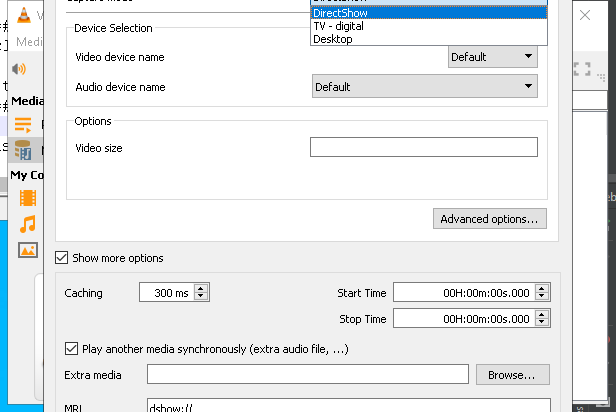 DirectShow
TV - digital
Desktop
Device Selection
Video device name
Default
Audio device name
Default
Options
Video size
Advanced options...
Show more options
Caching
300 ms
Start Time
00H:00m:00s.000
Stop Time
00H:00m:00s.000
Play another media synchronously (extra audio file, ...)
Extra media
Browse...
MRL
dshow://
Medi
Media
My Co